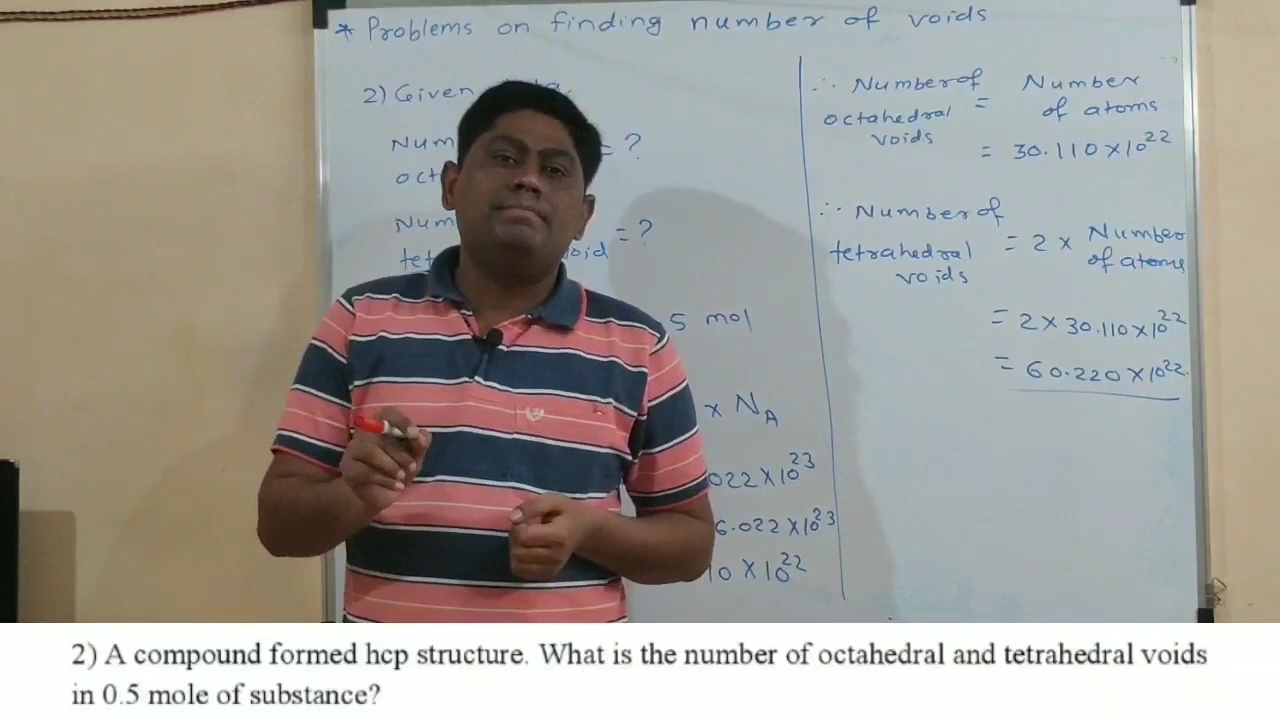 * Problems on finding number of voids
2) Given
Num = ?
oct
Num = ?
tet void
5 mol
x NA
022 x 10^23
6.022 x 10^23
10 x 10^22
∴ Number of octahedral voids = Number of atoms
= 30.110 x 10^22
∴ Number of tetrahedral voids = 2 x Number of atoms
= 2 x 30.110 x 10^22
= 60.220 x 10^22
2) A compound formed hcp structure. What is the number of octahedral and tetrahedral voids
in 0.5 mole of substance?